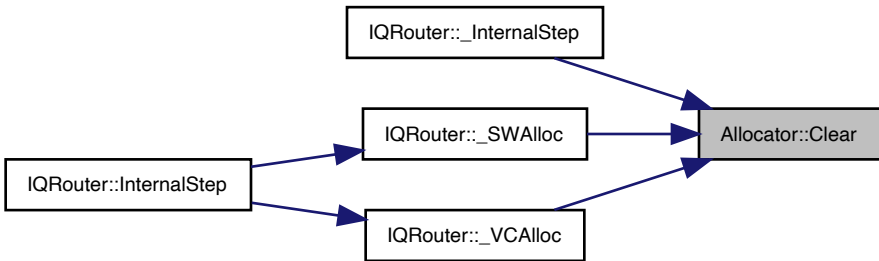 IQRouter::_InternalStep
IQRouter::_SWAlloc
Allocator::Clear
IQRouter::InternalStep
IQRouter::_VCAlloc